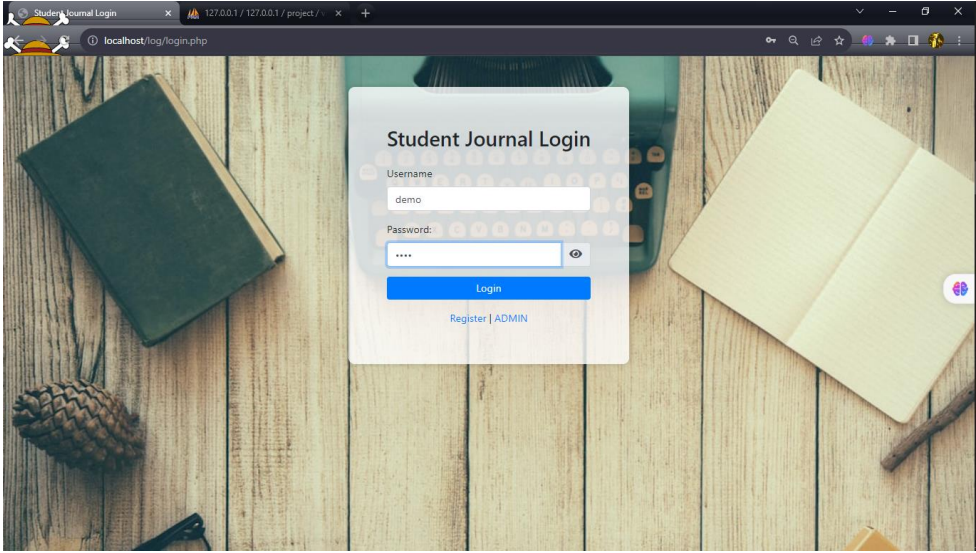 Student Journal Login
127.0.0.1 / 127.0.0.1 / project /
localhost/log/login.php
Student Journal Login
Username
demo
Password:
••••
Login
Register | ADMIN